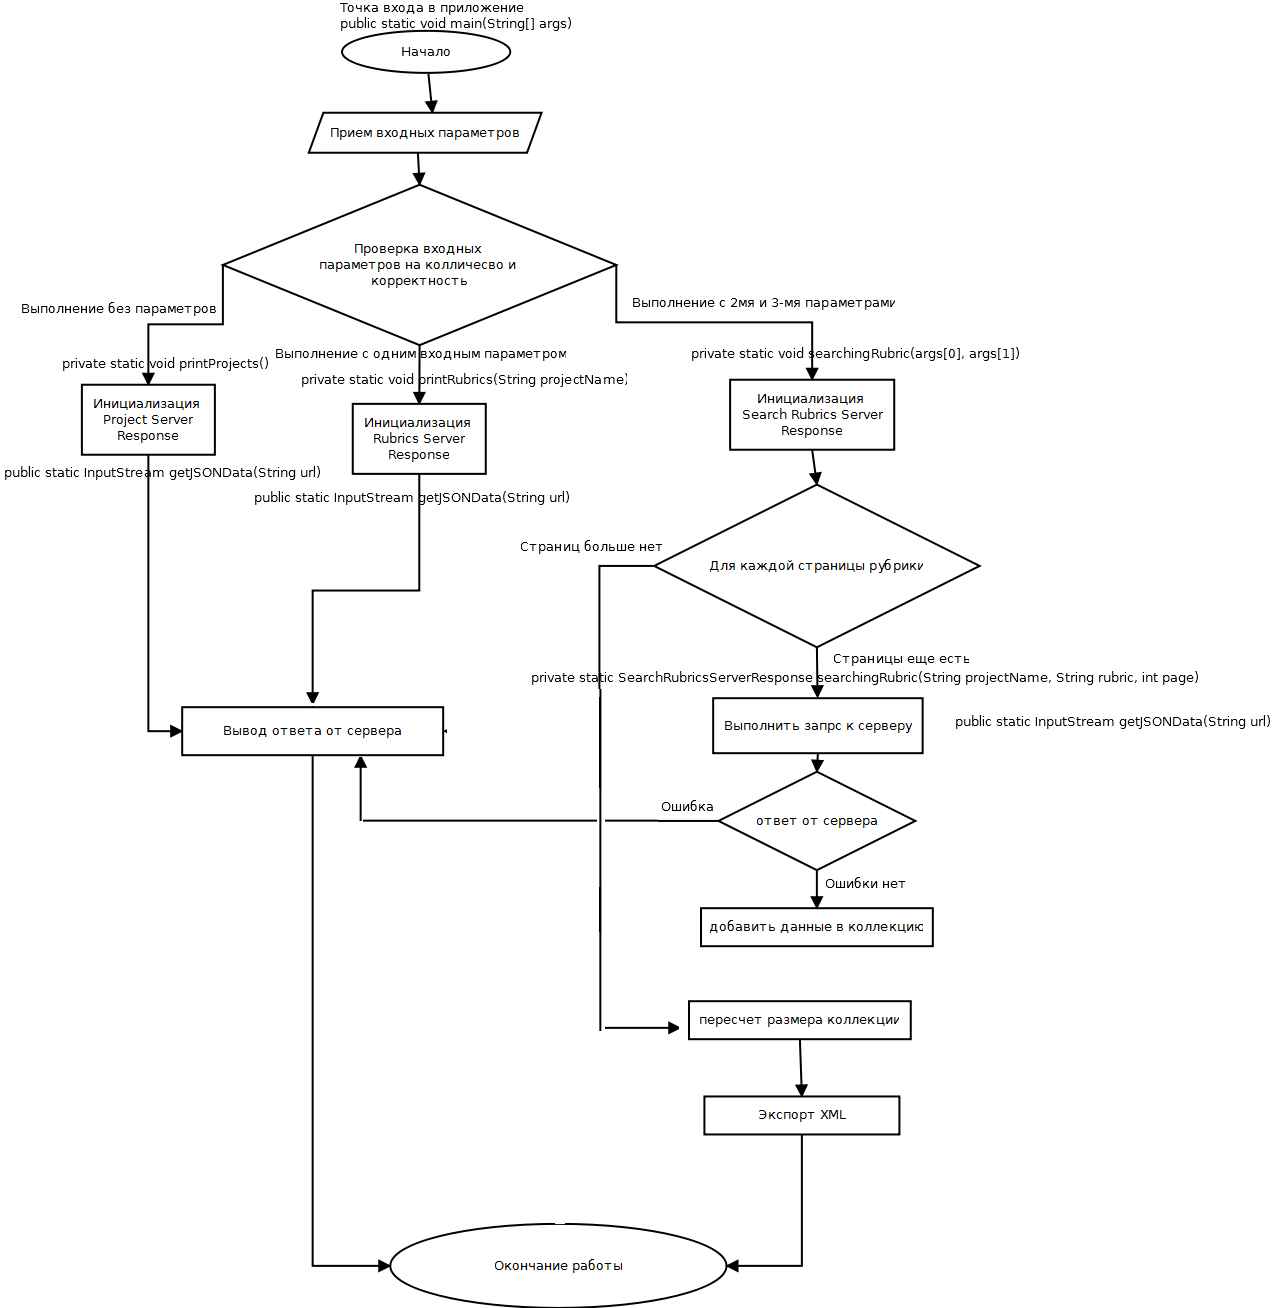 Точка входа в приложение
public static void main(String[] args)
Начало
Прием входных параметров
Проверка входных
параметров на колличесво и
корректность
Выполнение без параметров
Выполнение с 2мя и 3-мя параметрами
private static void printProjects()
Выполнение с одним входным параметром
private static void searchingRubric(args[0], args[1])
private static void printRubrics(String projectName)
Инициализация
Project Server
Response
Инициализация
Rubrics Server
Response
Инициализация
Search Rubrics Server
Response
public static InputStream getJSONData(String url)
public static InputStream getJSONData(String url)
Страниц больше нет
Для каждой страницы рубрики
Страницы еще есть
private static SearchRubricsServerResponse searchingRubric(String projectName, String rubric, int page)
Вывод ответа от сервера
Выполнить запрс к серверу
public static InputStream getJSONData(String url)
Ошибка
ответ от сервера
Ошибки нет
добавить данные в коллекцию
пересчет размера коллекции
Экспорт XML
Окончание работы